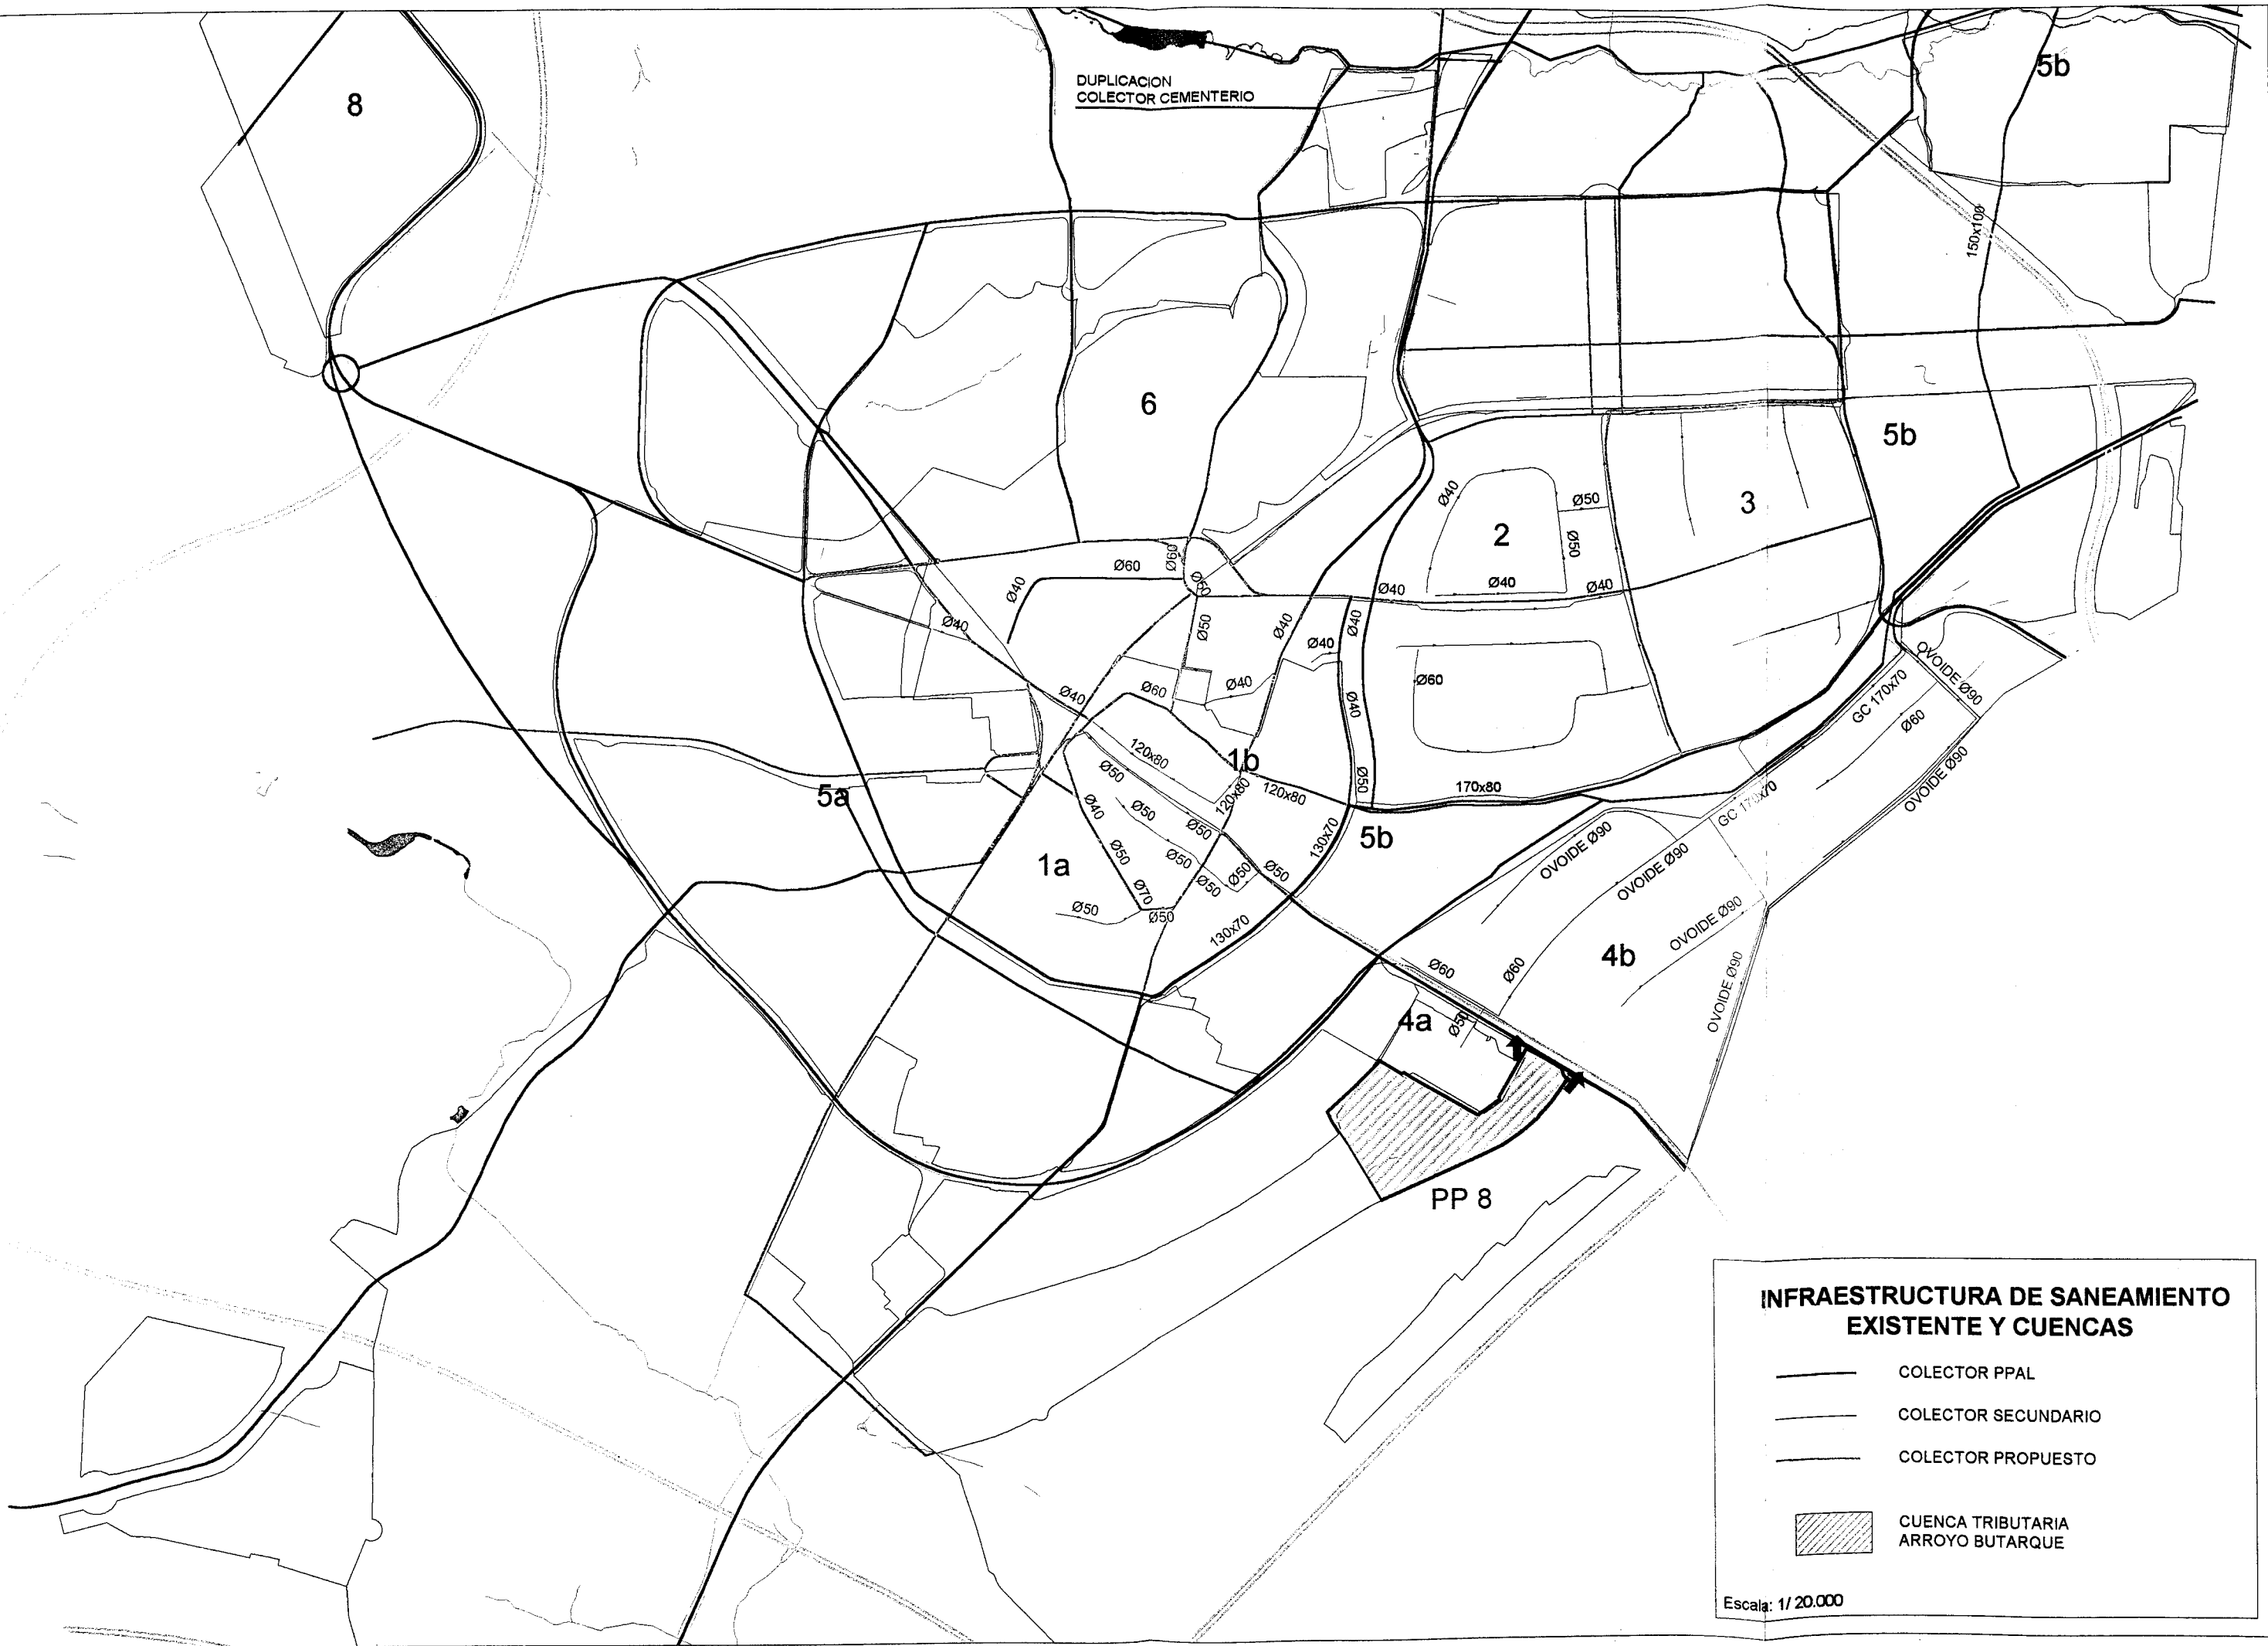 8
DUPLICACION
COLECTOR CEMENTERIO
5b
150x100
6
5b
Ø40
Ø50
2
Ø50
3
Ø60
Ø60
Ø50
Ø40
Ø40
Ø40
Ø40
Ø40
Ø40
Ø50
Ø40
Ø40
Ø40
Ø60
Ø40
Ø60
Ø40
Ø40
OVOIDE Ø90
GC 170x70
Ø60
OVOIDE Ø90
120x80
1b
Ø50
120x80
120x80
Ø50
170x80
GC 170x70
5a
Ø40
Ø50
Ø50
130x70
5b
Ø50
Ø50
1a
Ø50
Ø50
Ø50
Ø70
Ø50
Ø50
130x70
OVOIDE Ø90
OVOIDE Ø90
OVOIDE Ø90
4b
Ø60
Ø60
OVOIDE Ø90
4a
Ø50
PP 8
INFRAESTRUCTURA DE SANEAMIENTO
EXISTENTE Y CUENCAS
COLECTOR PPAL
COLECTOR SECUNDARIO
COLECTOR PROPUESTO
CUENCA TRIBUTARIA
ARROYO BUTARQUE
Escala: 1/ 20.000